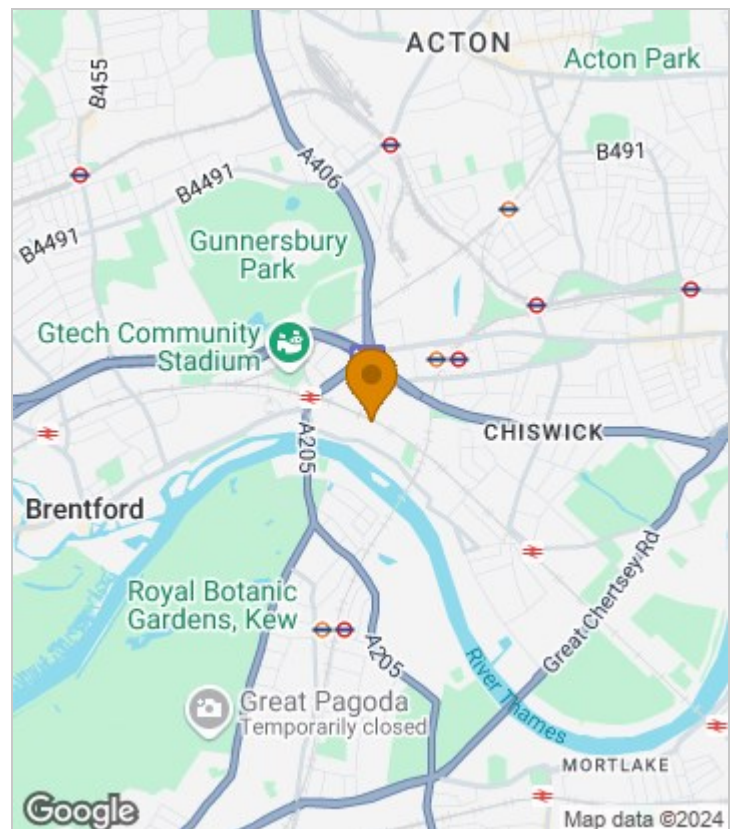 ACTON
Acton Park
B455
A406
B491
B4491
B4491
Gunnersbury
Park
Gtech Community
Stadium
CHISWICK
A205
Brentford
Royal Botanic
Gardens, Kew
Great Chertsey Rd
A205
River Thames
Great Pagoda
Temporarily closed
MORTLAKE
Google
Map data ©2024